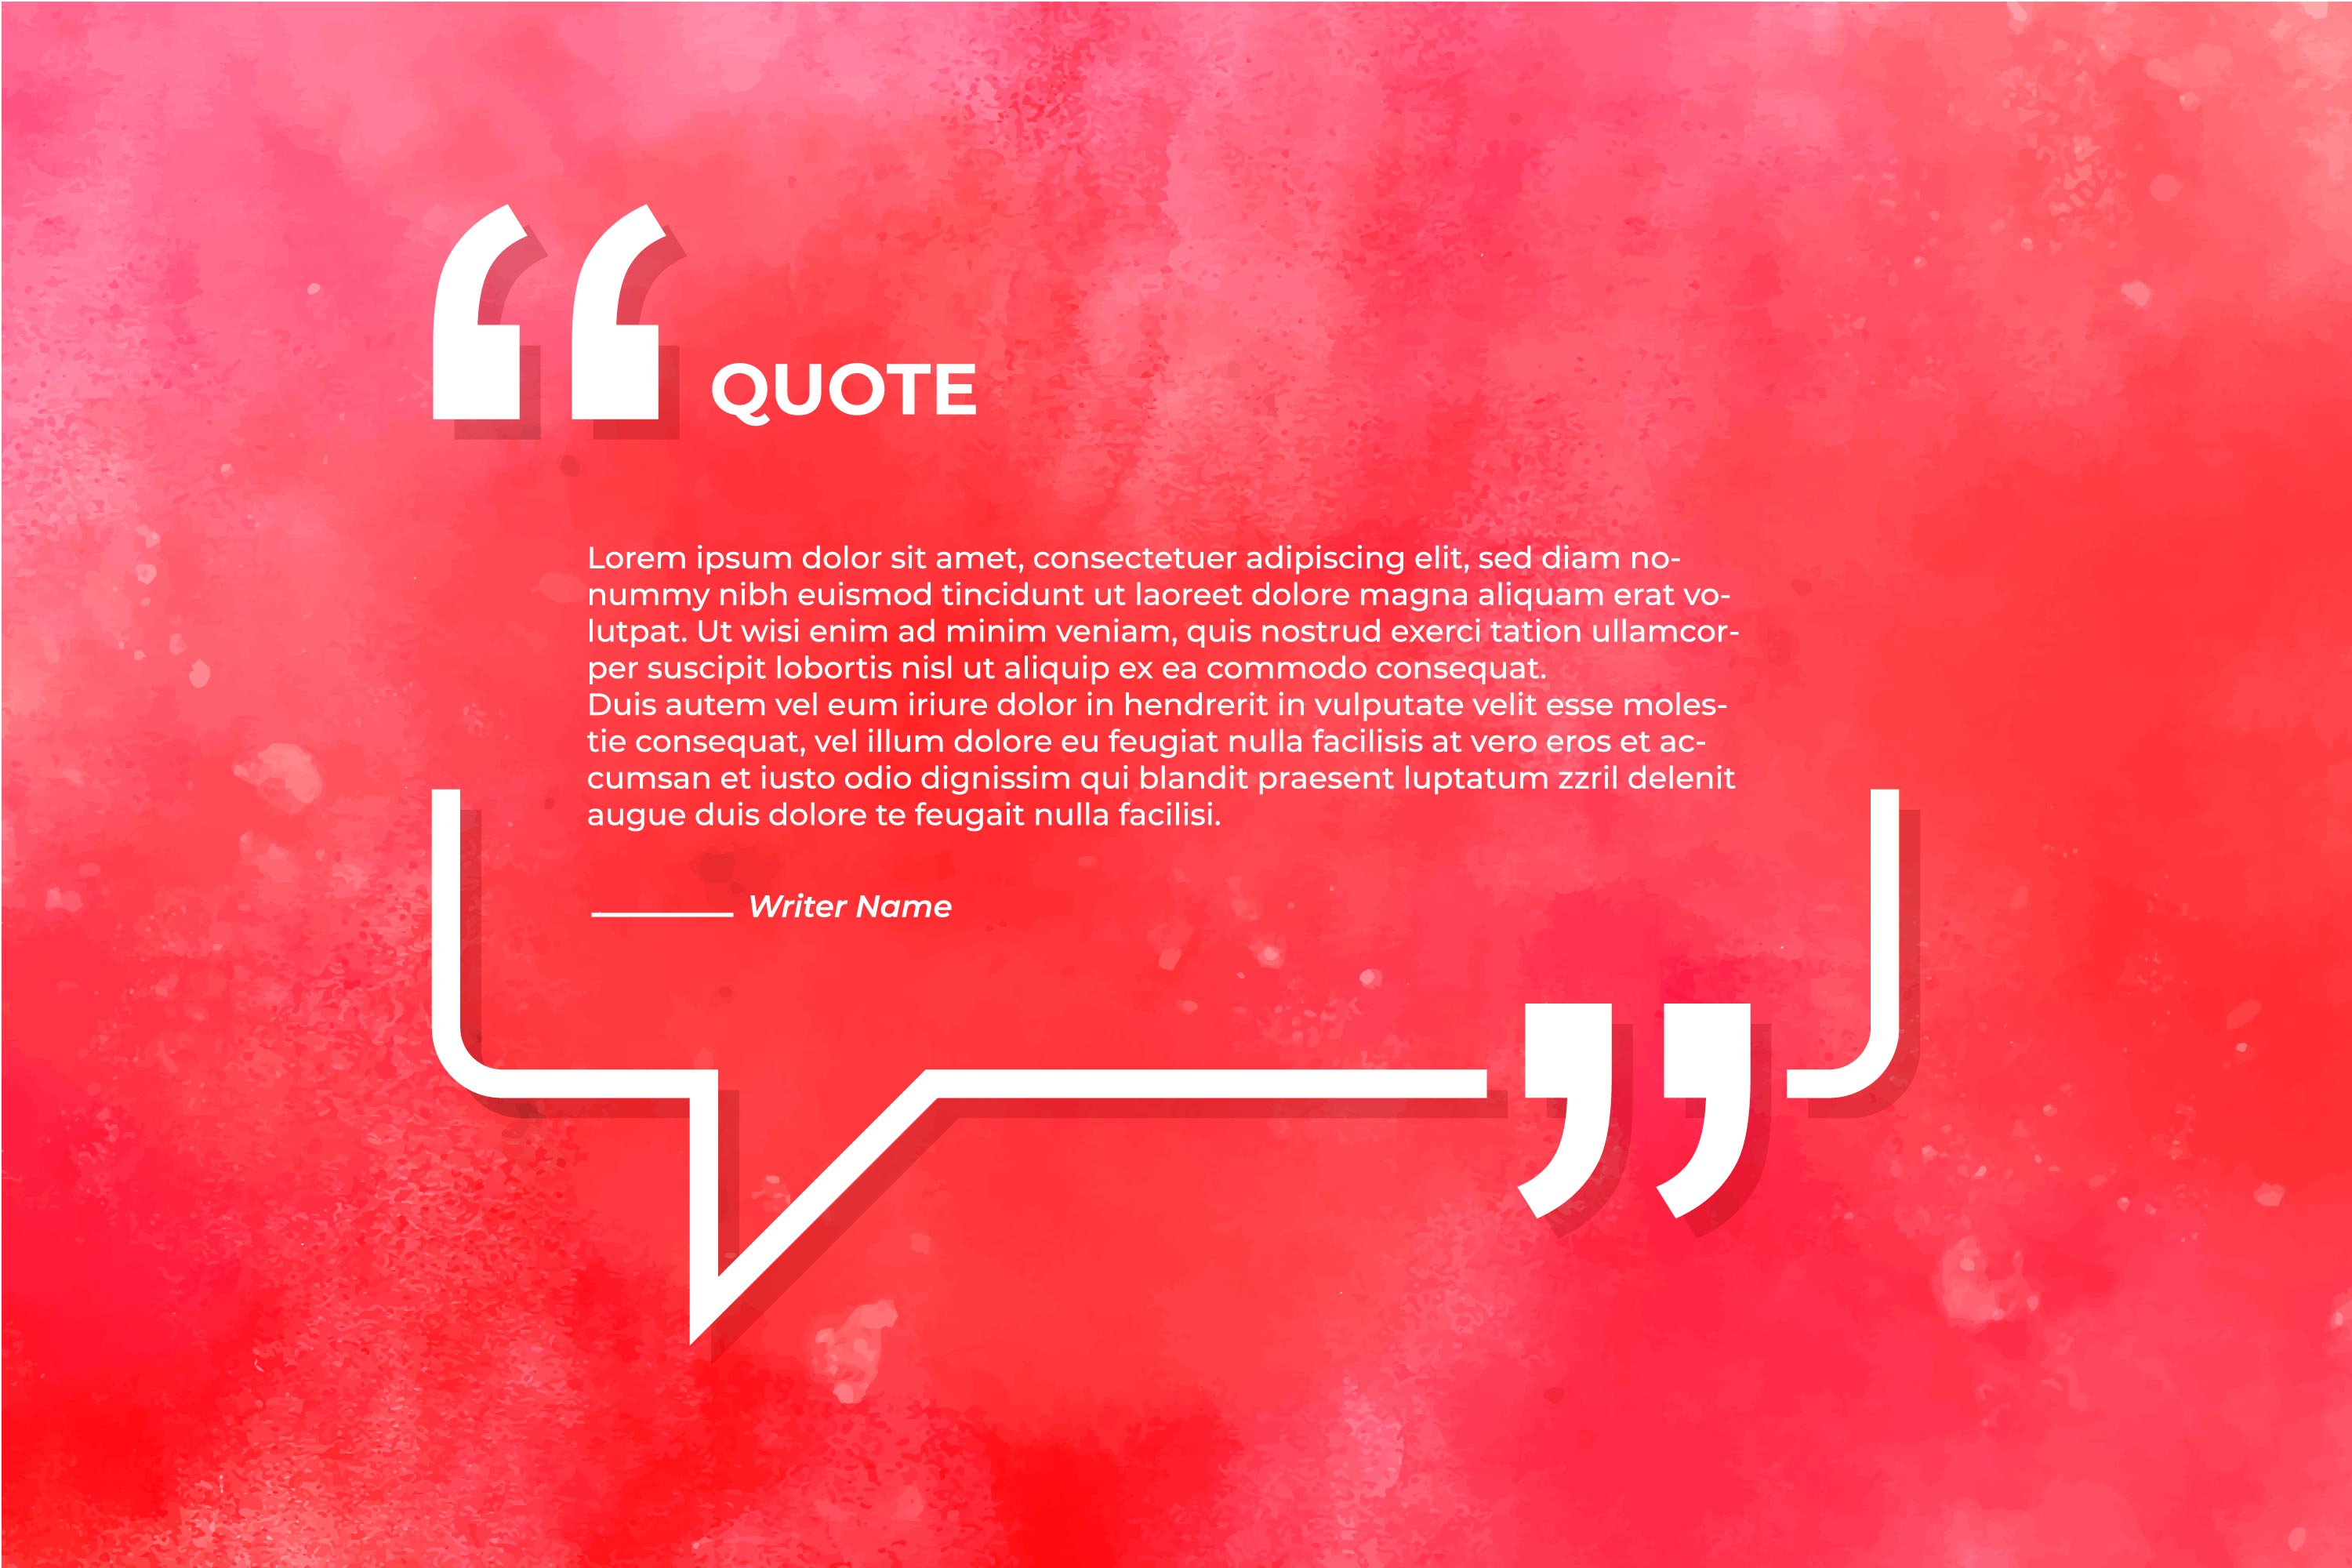 QUOTE
Lorem ipsum dolor sit amet, consectetuer adipiscing elit, sed diam no-
nummy nibh euismod tincidunt ut laoreet dolore magna aliquam erat vo-
lutpat. Ut wisi enim ad minim veniam, quis nostrud exerci tation ullamcor-
per suscipit lobortis nisl ut aliquip ex ea commodo consequat.
Duis autem vel eum iriure dolor in hendrerit in vulputate velit esse moles-
tie consequat, vel illum dolore eu feugiat nulla facilisis at vero eros et ac-
cumsan et iusto odio dignissim qui blandit praesent luptatum zzril delenit
augue duis dolore te feugait nulla facilisi.
Writer Name